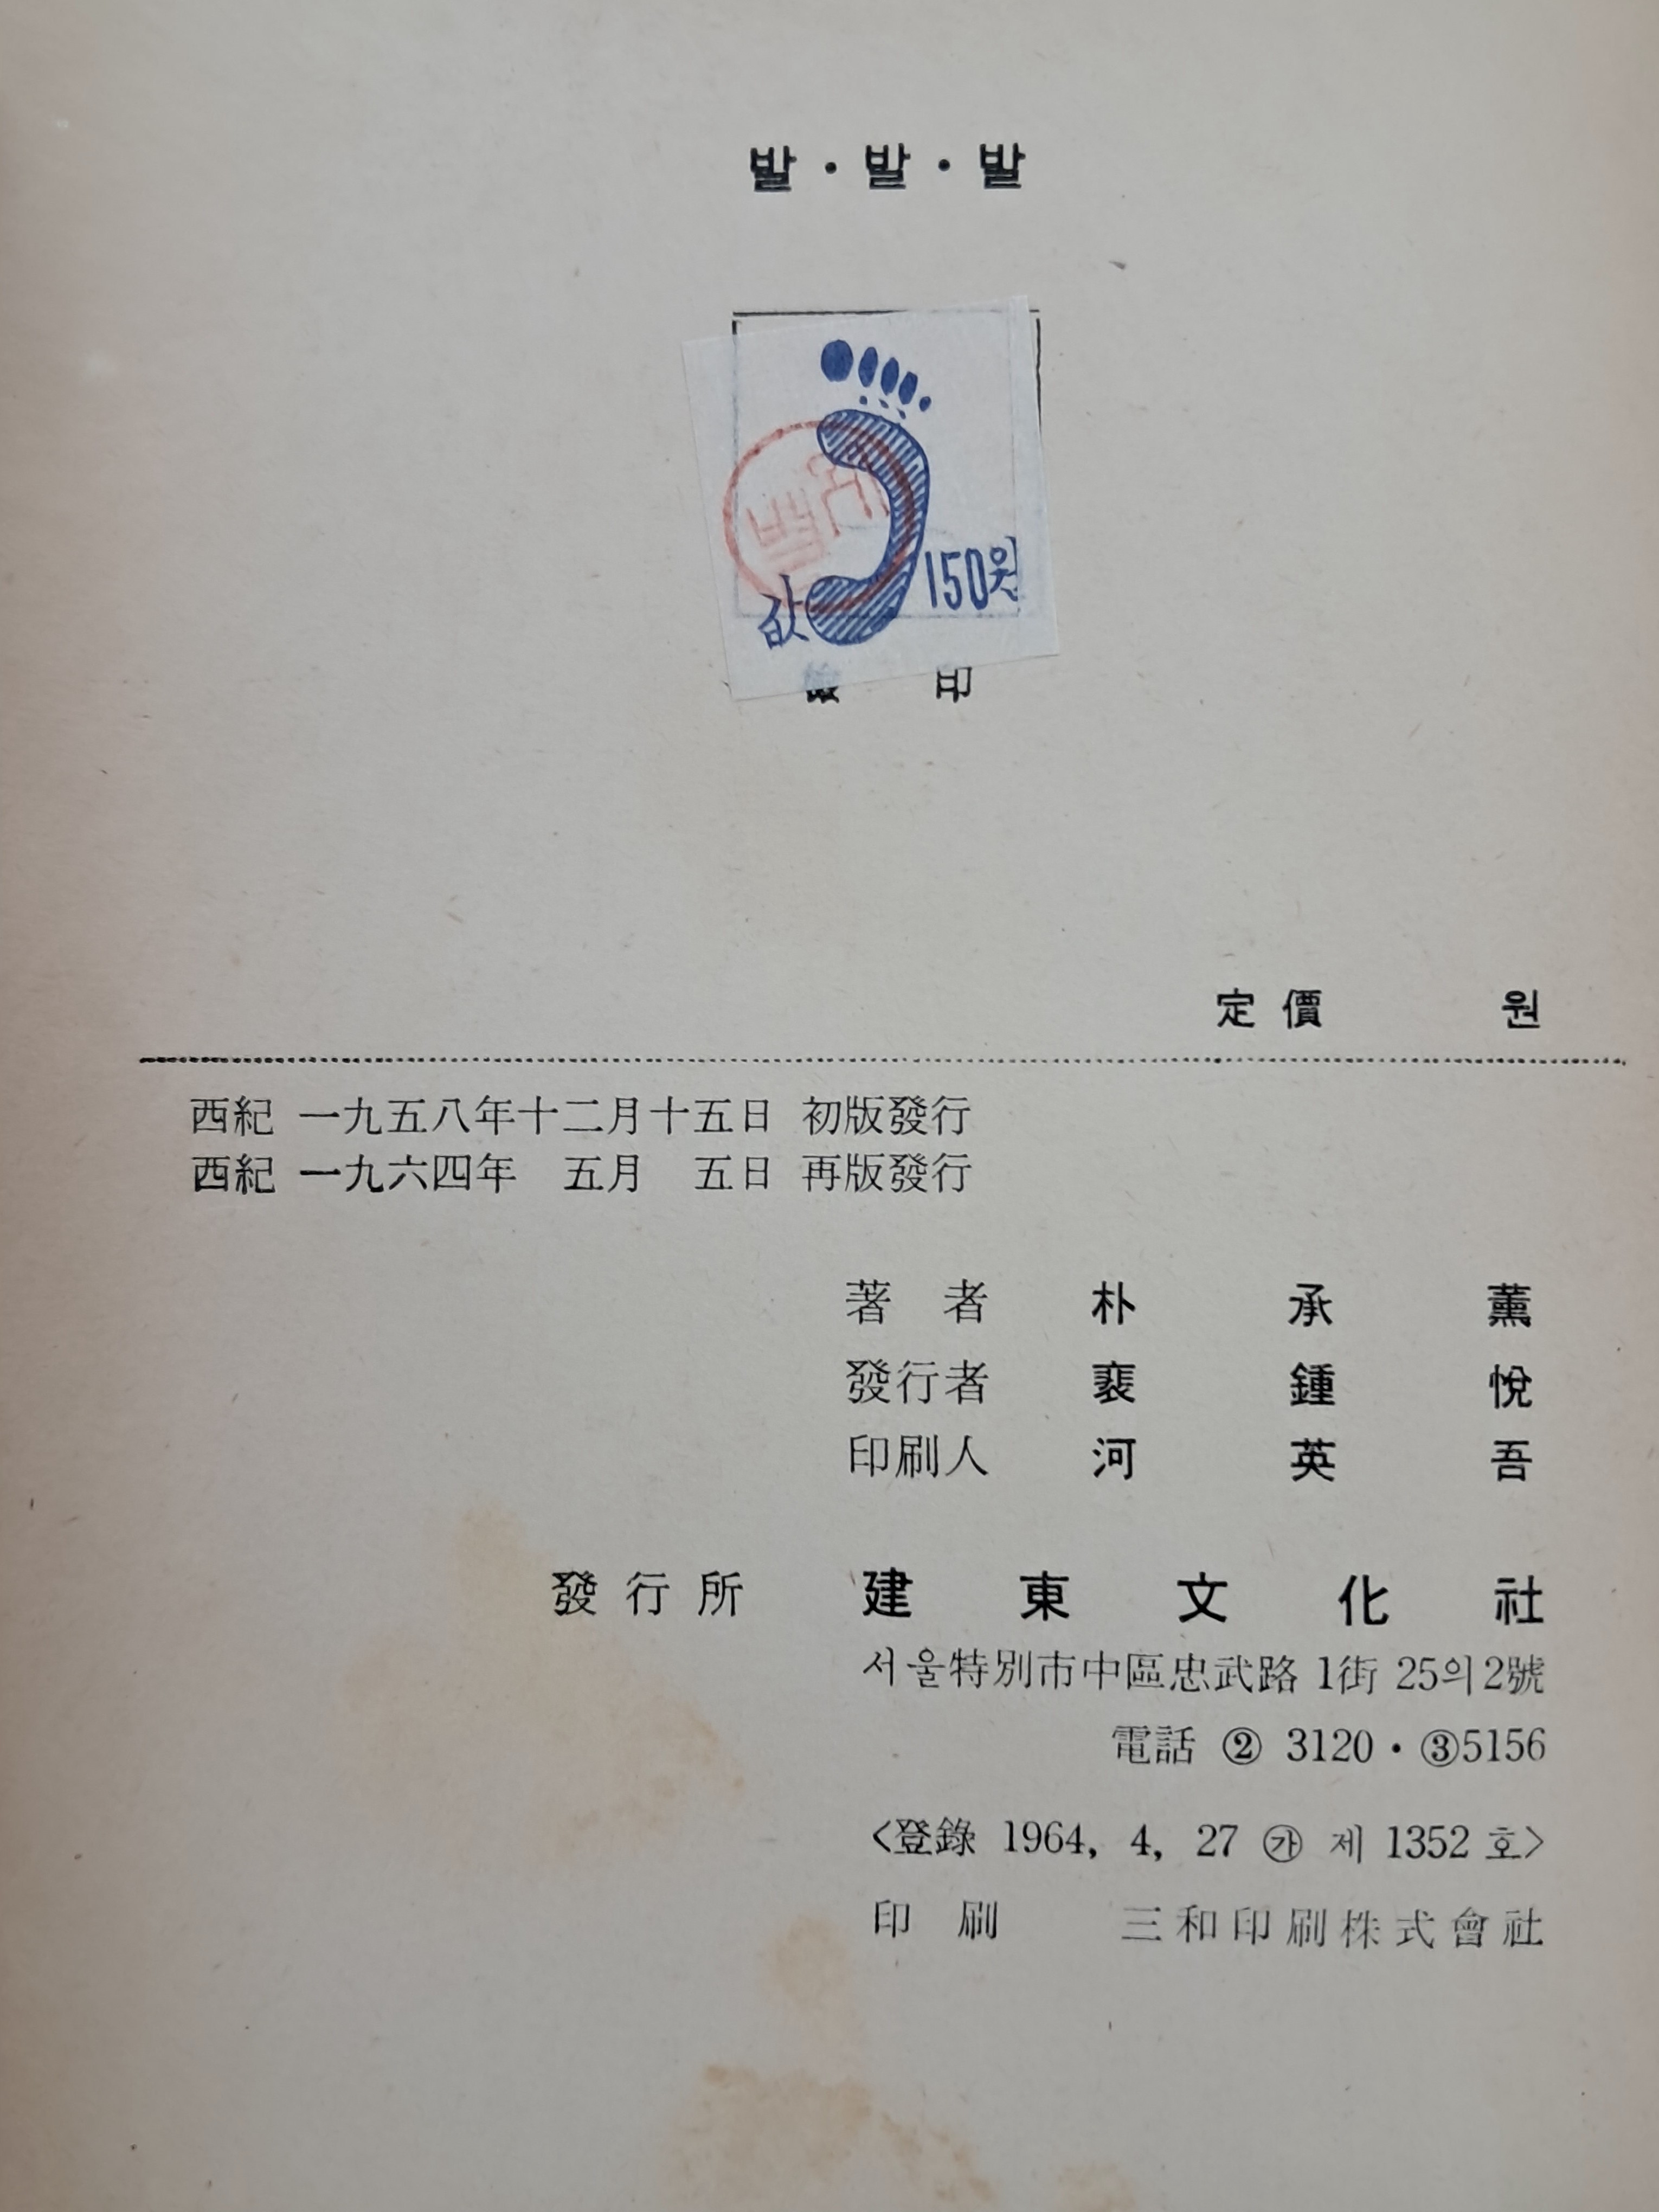 발・발・발
값 150원
印
定價 원
西紀 一九五八年十二月十五日 初版發行
西紀 一九六四年 五月 五日 再版發行
著 者 朴 承 薰
發行者 裵 鍾 悅
印刷人 河 英 吾
發行所 建東文化社
서울特別市中區忠武路 1街 25의2號
電話 ② 3120・③5156
<登錄 1964, 4, 27 ㉮ 제 1352 호>
印 刷 三和印刷株式會社